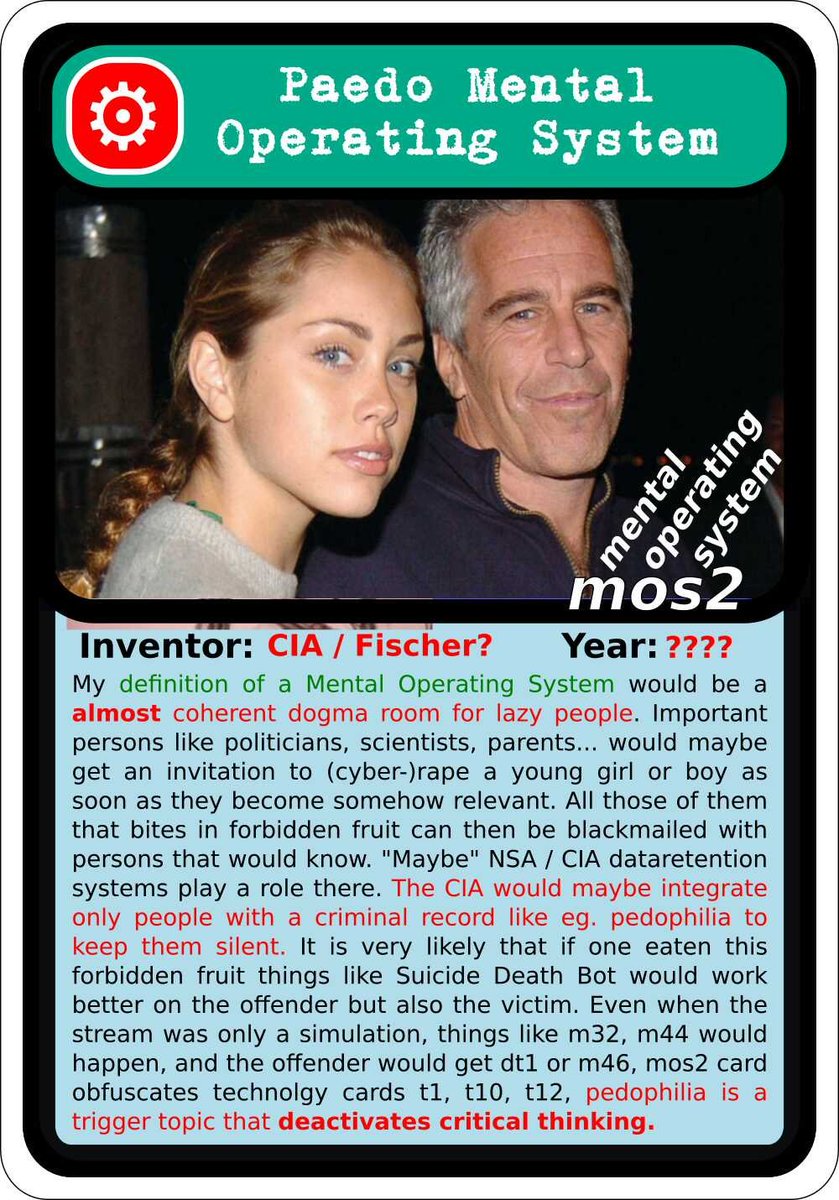 Paedo Mental
Operating System
mental
operating
system
mos2
Inventor: CIA / Fischer? Year: ????
My definition of a Mental Operating System would be a
almost coherent dogma room for lazy people. Important
persons like politicians, scientists, parents... would maybe
get an invitation to (cyber-)rape a young girl or boy as
soon as they become somehow relevant. All those of them
that bites in forbidden fruit can then be blackmailed with
persons that would know. "Maybe" NSA / CIA dataretention
systems play a role there. The CIA would maybe integrate
only people with a criminal record like eg. pedophilia to
keep them silent. It is very likely that if one eaten this
forbidden fruit things like Suicide Death Bot would work
better on the offender but also the victim. Even when the
stream was only a simulation, things like m32, m44 would
happen, and the offender would get dt1 or m46, mos2 card
obfuscates technolgy cards t1, t10, t12, pedophilia is a
trigger topic that deactivates critical thinking.